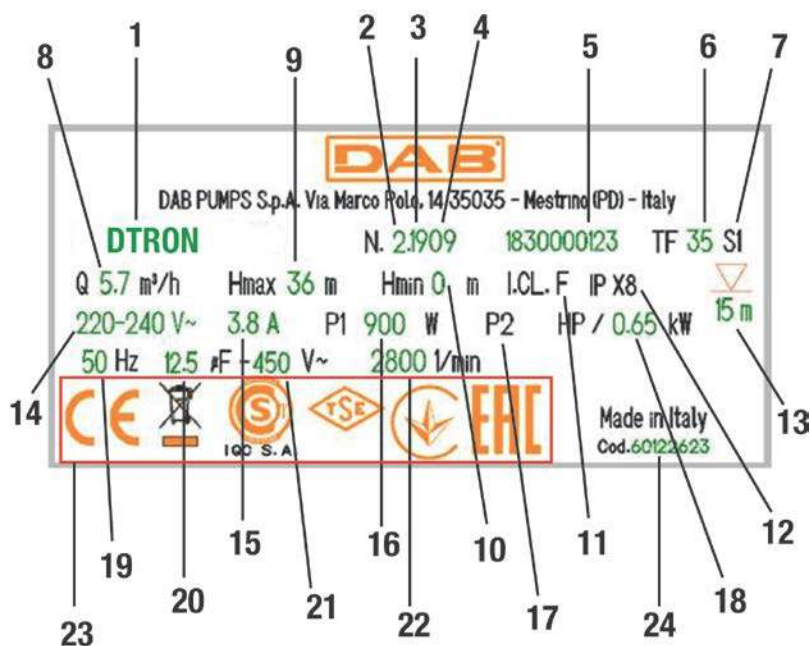 1 2 3 4 5 6 7
8 9
DAB
DAB PUMPS S.p.A. Via Marco Polo, 14 35035 - Mestrino (PD) - Italy
DTRON N. 2.1909 1830000123 TF 35 S1
Q 5.7 m³/h Hmax 36 m Hmin 0 m I.CL. F IP X8
15 m
220-240 V~ 3.8 A P1 900 W P2 HP / 0.65 kW
50 Hz 12.5 µF - 450 V~ 2800 1/min
14 13
CE S TSE EAC
IQC S.A.
Made in Italy
Cod.60122623
19 20 15 21 16 22 10 17 11 12 18
23 24